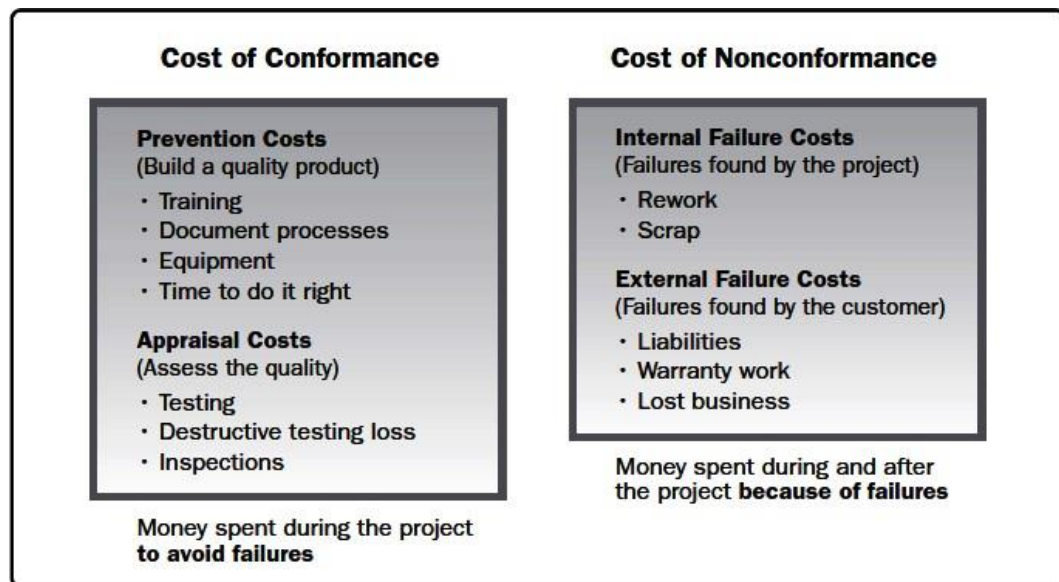 Cost of Conformance
Prevention Costs
(Build a quality product)
· Training
· Document processes
· Equipment
· Time to do it right
Appraisal Costs
(Assess the quality)
· Testing
· Destructive testing loss
· Inspections
Money spent during the project
to avoid failures
Cost of Nonconformance
Internal Failure Costs
(Failures found by the project)
· Rework
· Scrap
External Failure Costs
(Failures found by the customer)
· Liabilities
· Warranty work
· Lost business
Money spent during and after
the project because of failures